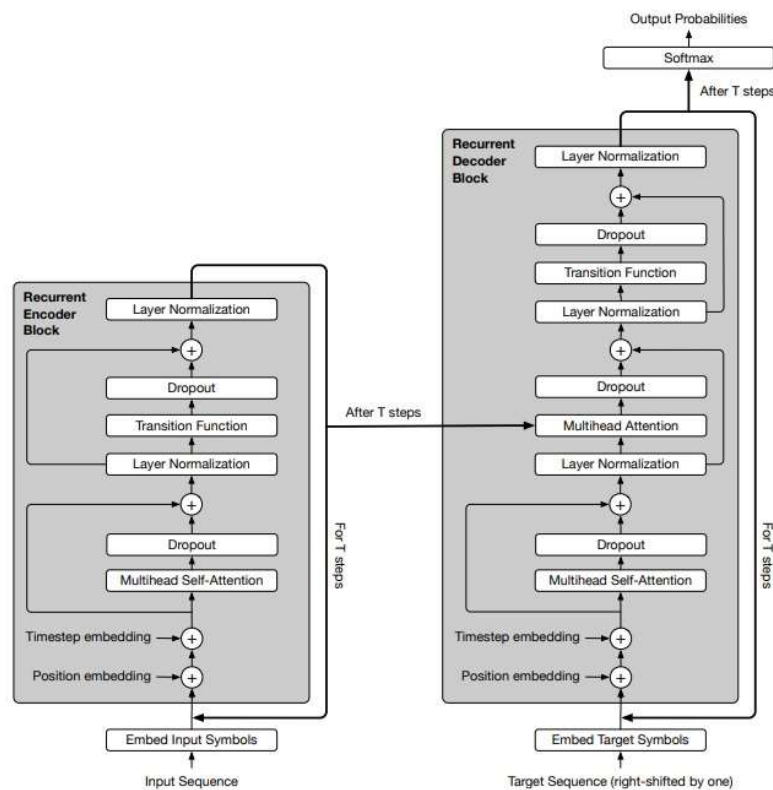 Output Probabilities
Softmax
After T steps
Recurrent
Decoder
Block
Layer Normalization
Dropout
Transition Function
Layer Normalization
Dropout
Multihead Attention
Layer Normalization
Dropout
Multihead Self-Attention
Timestep embedding
Position embedding
For T steps
Embed Target Symbols
Target Sequence (right-shifted by one)
After T steps
Recurrent
Encoder
Block
Layer Normalization
Dropout
Transition Function
Layer Normalization
Dropout
Multihead Self-Attention
Timestep embedding
Position embedding
For T steps
Embed Input Symbols
Input Sequence